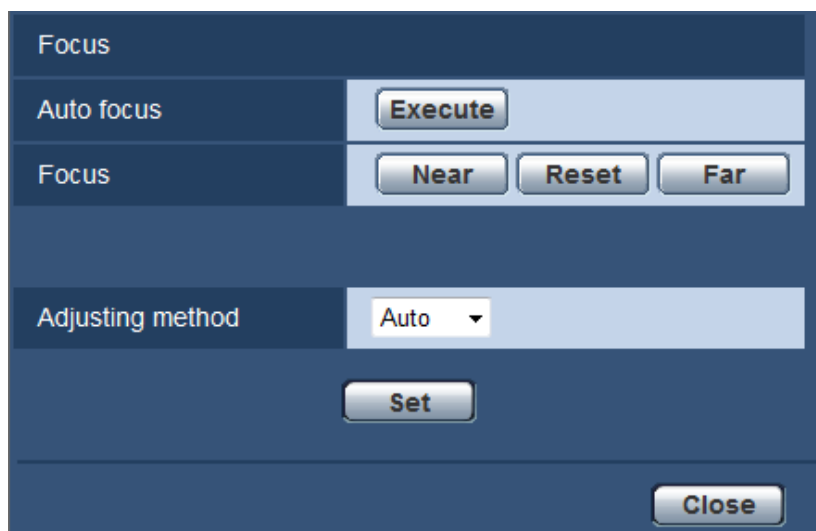 Focus
Auto focus Execute
Focus Near Reset Far
Adjusting method Auto
Set
Close